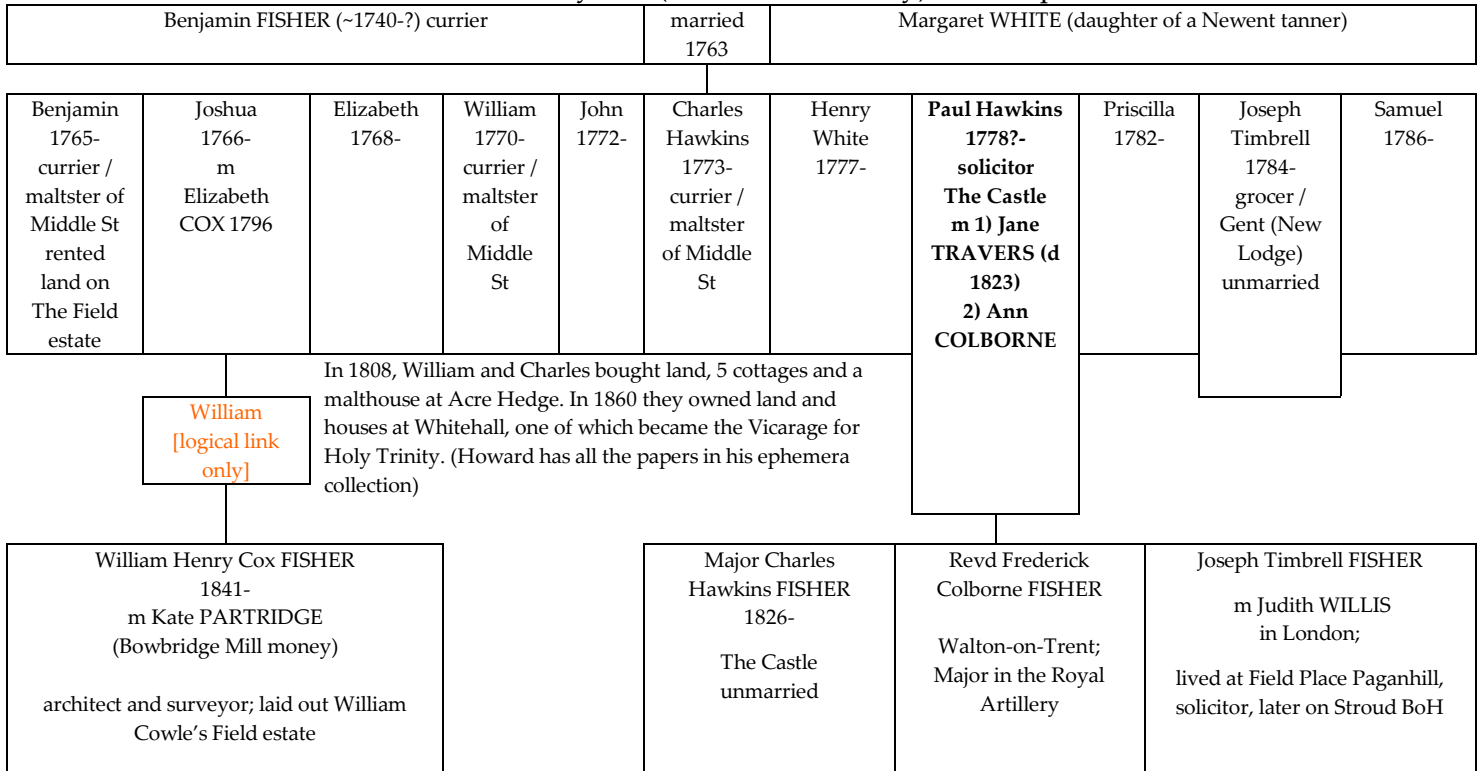 Benjamin FISHER (~1740-?) currier
married
1763
Margaret WHITE (daughter of a Newent tanner)
Benjamin
1765-
currier /
maltster of
Middle St
rented
land on
The Field
estate
Joshua
1766-
m
Elizabeth
COX 1796
Elizabeth
1768-
William
1770-
currier /
maltster
of
Middle
St
John
1772-
Charles
Hawkins
1773-
currier /
maltster
of Middle
St
Henry
White
1777-
Paul Hawkins
1778?-
solicitor
The Castle
m 1) Jane
TRAVERS (d
1823)
2) Ann
COLBORNE
Priscilla
1782-
Joseph
Timbrell
1784-
grocer /
Gent (New
Lodge)
unmarried
Samuel
1786-
William
[logical link
only]
In 1808, William and Charles bought land, 5 cottages and a
malthouse at Acre Hedge. In 1860 they owned land and
houses at Whitehall, one of which became the Vicarage for
Holy Trinity. (Howard has all the papers in his ephemera
collection)
William Henry Cox FISHER
1841-
m Kate PARTRIDGE
(Bowbridge Mill money)
architect and surveyor; laid out William
Cowle's Field estate
Major Charles
Hawkins FISHER
1826-
The Castle
unmarried
Revd Frederick
Colborne FISHER
Walton-on-Trent;
Major in the Royal
Artillery
Joseph Timbrell FISHER
m Judith WILLIS
in London;
lived at Field Place Paganhill,
solicitor, later on Stroud BoH